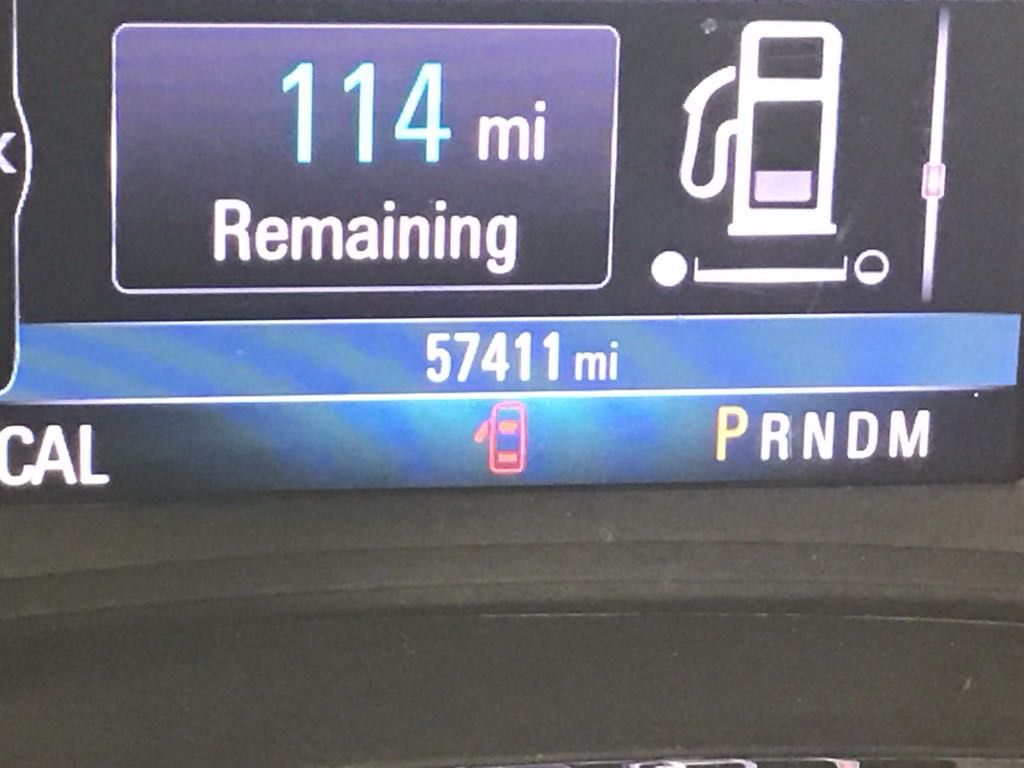 114 mi
Remaining
57411 mi
CAL
PRNDM